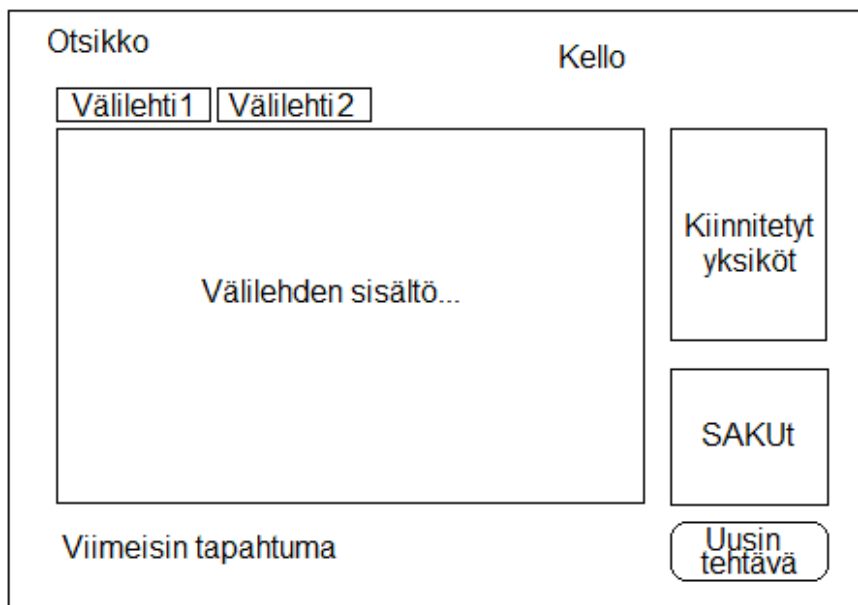 Otsikko
Kello
Välilehti1
Välilehti2
Kiinnitetyt
yksiköt
Välilehden sisältö...
SAKUt
Viimeisin tapahtuma
Uusin
tehtävä